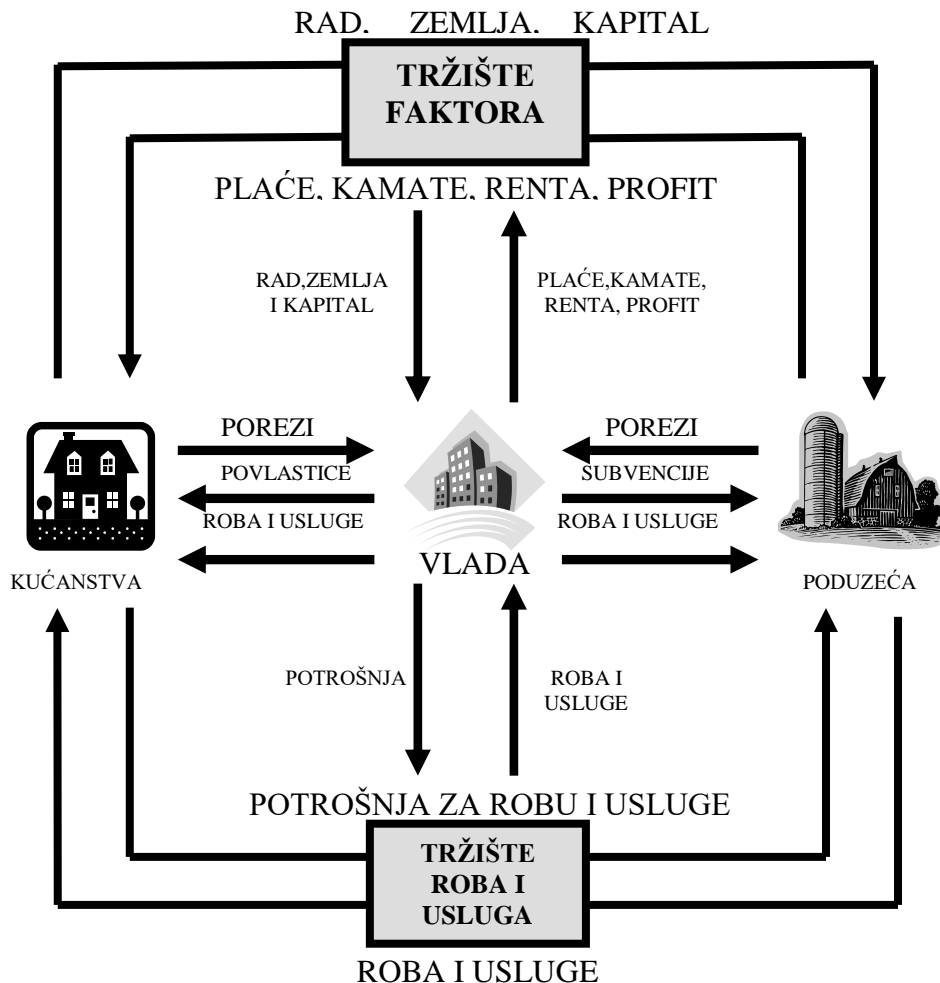 RAD, ZEMLJA, KAPITAL
TRŽIŠTE
FAKTORA
PLAĆE, KAMATE, RENTA, PROFIT
RAD,ZEMLJA
I KAPITAL
PLAĆE,KAMATE,
RENTA, PROFIT
POREZI
POREZI
POVLASTICE
SUBVENCIJE
ROBA I USLUGE
ROBA I USLUGE
VLADA
KUĆANSTVA
PODUZEĆA
POTROŠNJA
ROBA I
USLUGE
POTROŠNJA ZA ROBU I USLUGE
TRŽIŠTE
ROBA I
USLUGA
ROBA I USLUGE